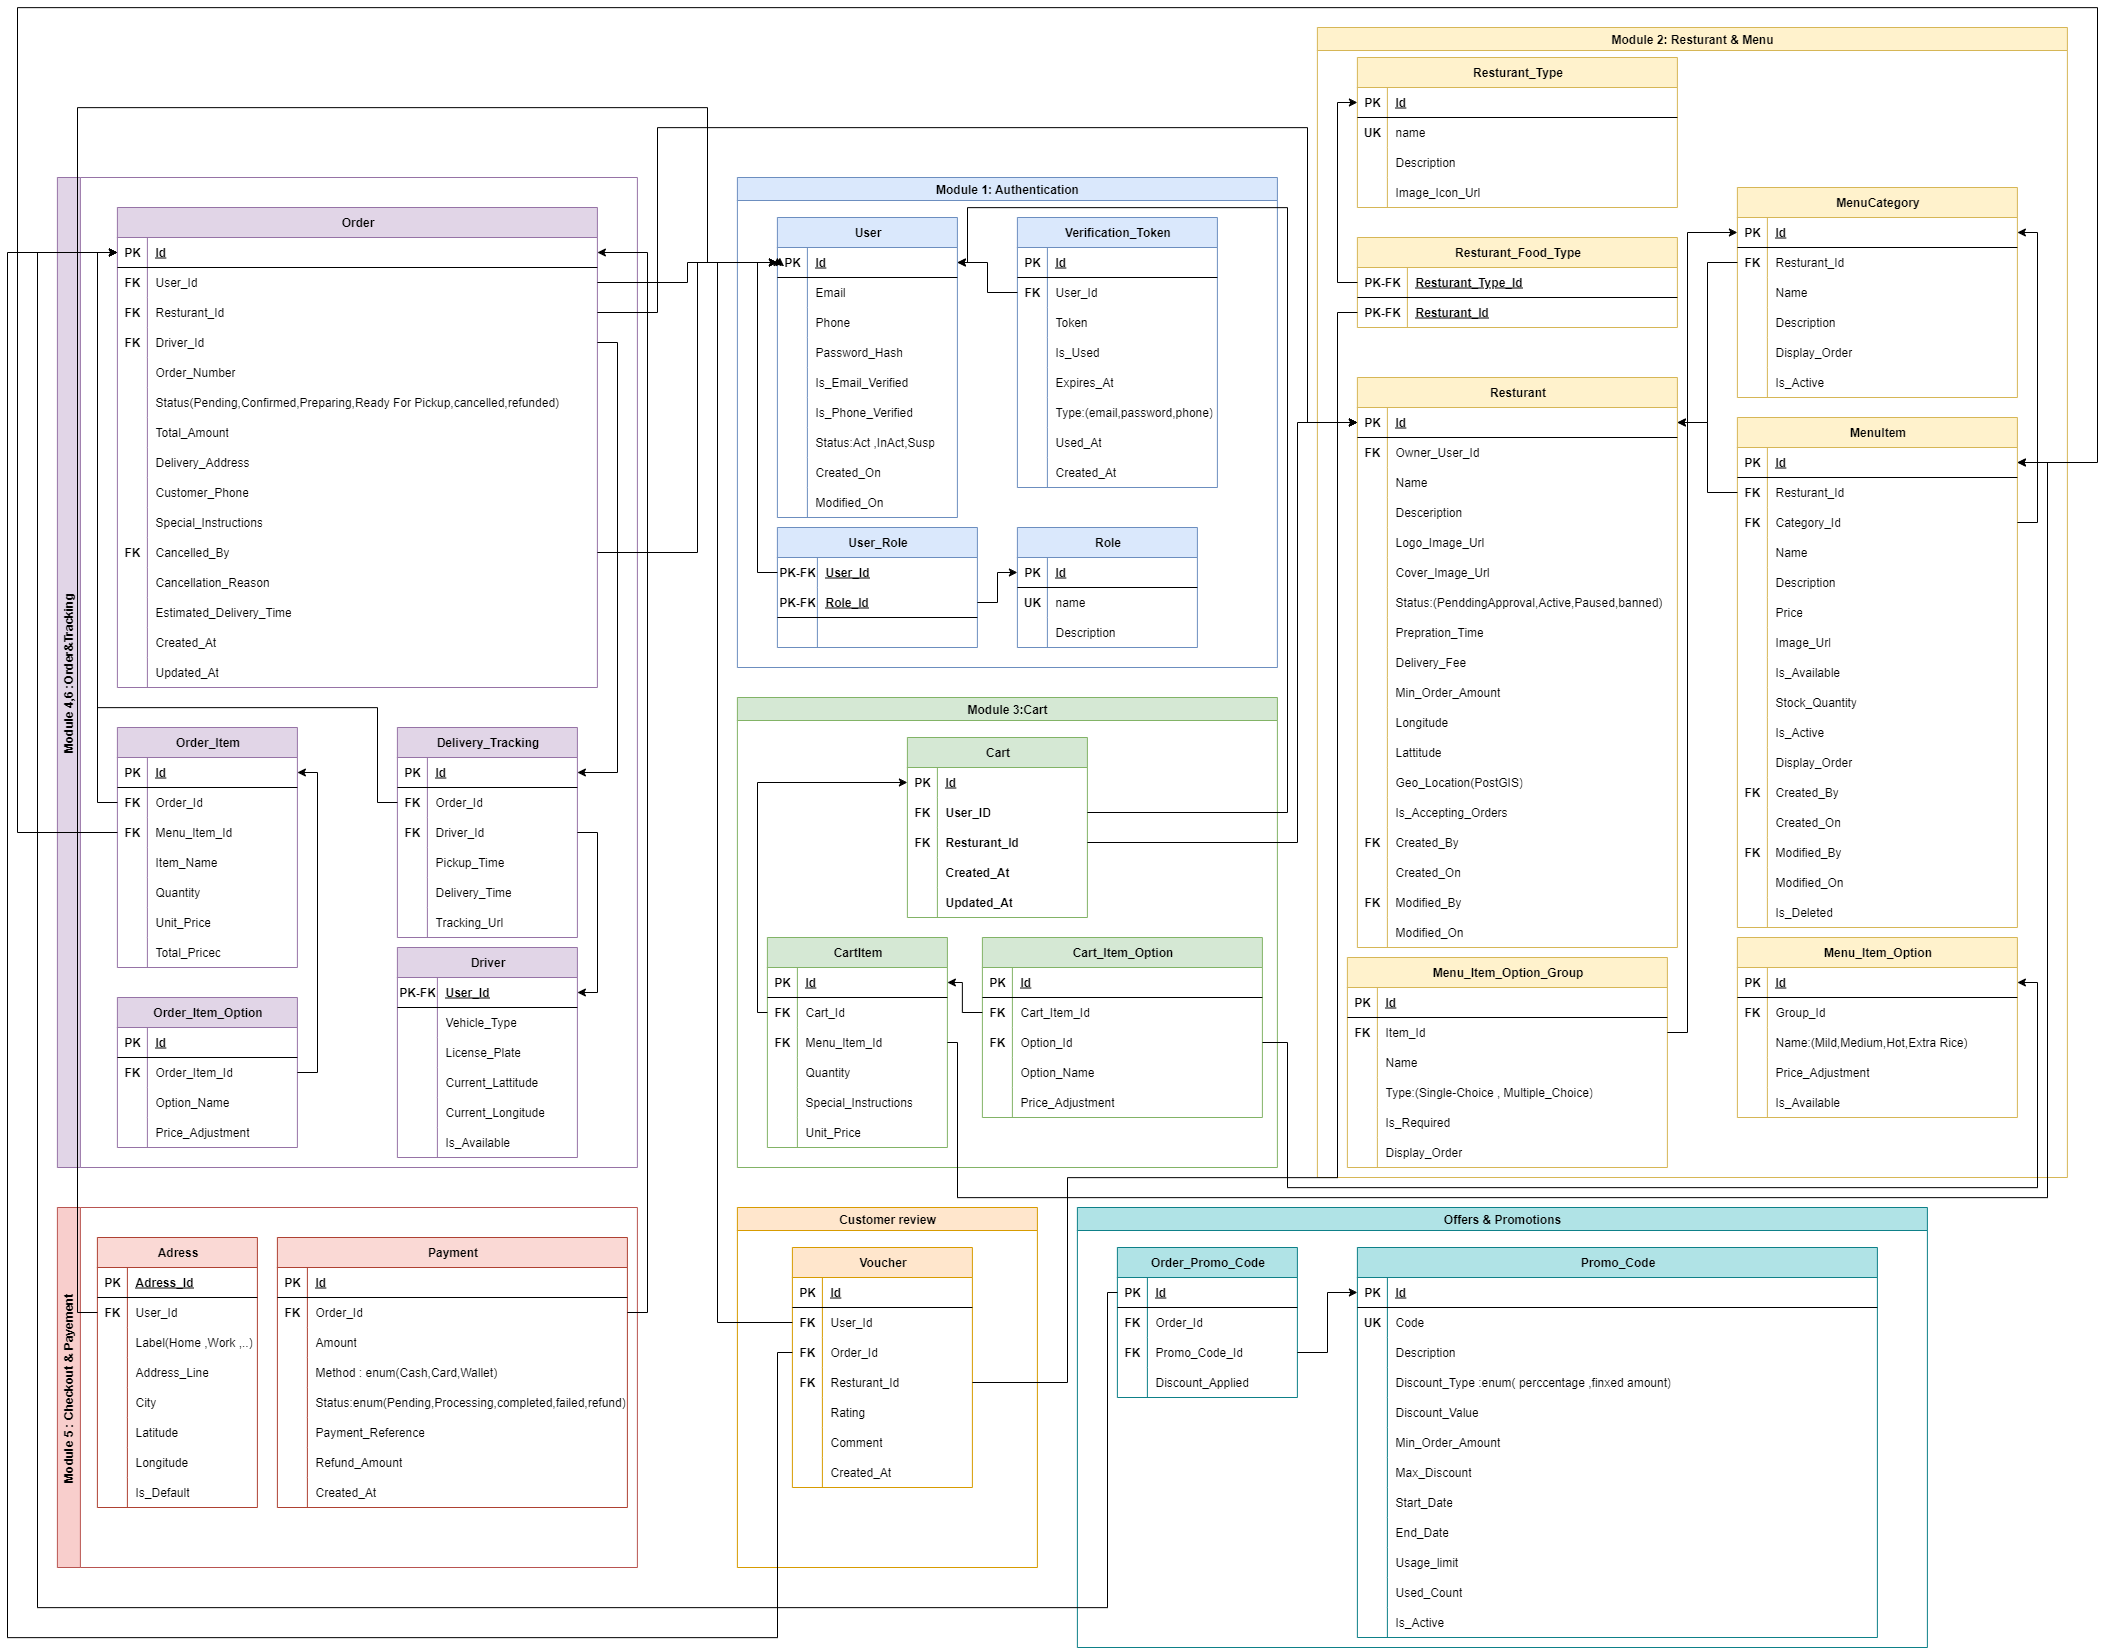 Module 2: Resturant & Menu
Resturant_Type
PK Id
UK name
Description
Image_Icon_Url
Resturant_Food_Type
PK-FK Resturant_Type_Id
PK-FK Resturant_Id
Resturant
PK Id
FK Owner_User_Id
Name
Desceription
Logo_Image_Url
Cover_Image_Url
Status:(PenddingApproval,Active,Paused,banned)
Prepration_Time
Delivery_Fee
Min_Order_Amount
Longitude
Lattitude
Geo_Location(PostGIS)
Is_Accepting_Orders
FK Created_By
Created_On
FK Modified_By
Modified_On
Menu_Item_Option_Group
PK Id
FK Item_Id
Name
Type:(Single-Choice , Multiple_Choice)
Is_Required
Display_Order
MenuCategory
PK Id
FK Resturant_Id
Name
Description
Display_Order
Is_Active
MenuItem
PK Id
FK Resturant_Id
FK Category_Id
Name
Description
Price
Image_Url
Is_Available
Stock_Quantity
Is_Active
Display_Order
FK Created_By
Created_On
FK Modified_By
Modified_On
Is_Deleted
Menu_Item_Option
PK Id
FK Group_Id
Name:(Mild,Medium,Hot,Extra Rice)
Price_Adjustment
Is_Available
Module 4,6 :Order&Tracking
Order
PK Id
FK User_Id
FK Resturant_Id
FK Driver_Id
Order_Number
Status(Pending,Confirmed,Preparing,Ready For Pickup,cancelled,refunded)
Total_Amount
Delivery_Address
Customer_Phone
Special_Instructions
FK Cancelled_By
Cancellation_Reason
Estimated_Delivery_Time
Created_At
Updated_At
Order_Item
PK Id
FK Order_Id
FK Menu_Item_Id
Item_Name
Quantity
Unit_Price
Total_Pricec
Order_Item_Option
PK Id
FK Order_Item_Id
Option_Name
Price_Adjustment
Delivery_Tracking
PK Id
FK Order_Id
FK Driver_Id
Pickup_Time
Delivery_Time
Tracking_Url
Driver
PK-FK User_Id
Vehicle_Type
License_Plate
Current_Lattitude
Current_Longitude
Is_Available
Module 1: Authentication
User
PK Id
Email
Phone
Password_Hash
Is_Email_Verified
Is_Phone_Verified
Status:Act ,InAct,Susp
Created_On
Modified_On
Verification_Token
PK Id
FK User_Id
Token
Is_Used
Expires_At
Type:(email,password,phone)
Used_At
Created_At
User_Role
PK-FK User_Id
PK-FK Role_Id
Role
PK Id
UK name
Description
Module 3:Cart
Cart
PK Id
FK User_ID
FK Resturant_Id
Created_At
Updated_At
CartItem
PK Id
FK Cart_Id
FK Menu_Item_Id
Quantity
Special_Instructions
Unit_Price
Cart_Item_Option
PK Id
FK Cart_Item_Id
FK Option_Id
Option_Name
Price_Adjustment
Module 5 : Checkout & Payement
Adress
PK Adress_Id
FK User_Id
Label(Home ,Work ,..)
Address_Line
City
Latitude
Longitude
Is_Default
Payment
PK Id
FK Order_Id
Amount
Method : enum(Cash,Card,Wallet)
Status:enum(Pending,Processing,completed,failed,refund)
Payment_Reference
Refund_Amount
Created_At
Customer review
Voucher
PK Id
FK User_Id
FK Order_Id
FK Resturant_Id
Rating
Comment
Created_At
Offers & Promotions
Order_Promo_Code
PK Id
FK Order_Id
FK Promo_Code_Id
Discount_Applied
Promo_Code
PK Id
UK Code
Description
Discount_Type :enum( perccentage ,finxed amount)
Discount_Value
Min_Order_Amount
Max_Discount
Start_Date
End_Date
Usage_limit
Used_Count
Is_Active